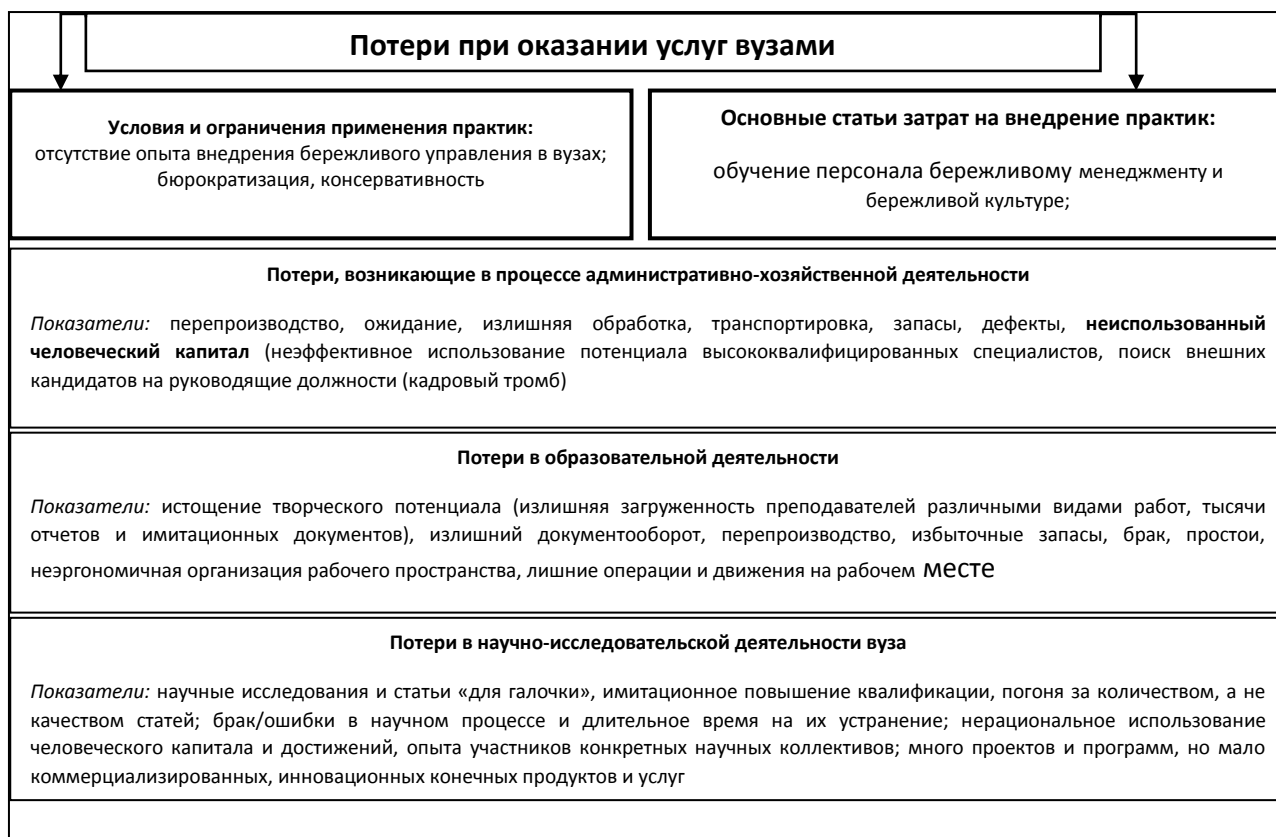 Потери при оказании услуг вузами
Условия и ограничения применения практик:
отсутствие опыта внедрения бережливого управления в вузах;
бюрократизация, консервативность
Основные статьи затрат на внедрение практик:
обучение персонала бережливому менеджменту и
бережливой культуре;
Потери, возникающие в процессе административно-хозяйственной деятельности
Показатели: перепроизводство, ожидание, излишняя обработка, транспортировка, запасы, дефекты, неиспользованный
человеческий капитал (неэффективное использование потенциала высококвалифицированных специалистов, поиск внешних
кандидатов на руководящие должности (кадровый тромб)
Потери в образовательной деятельности
Показатели: истощение творческого потенциала (излишняя загруженность преподавателей различными видами работ, тысячи
отчетов и имитационных документов), излишний документооборот, перепроизводство, избыточные запасы, брак, простои,
неэргономичная организация рабочего пространства, лишние операции и движения на рабочем месте
Потери в научно-исследовательской деятельности вуза
Показатели: научные исследования и статьи «для галочки», имитационное повышение квалификации, погоня за количеством, а не
качеством статей; брак/ошибки в научном процессе и длительное время на их устранение; нерациональное использование
человеческого капитала и достижений, опыта участников конкретных научных коллективов; много проектов и программ, но мало
коммерциализированных, инновационных конечных продуктов и услуг